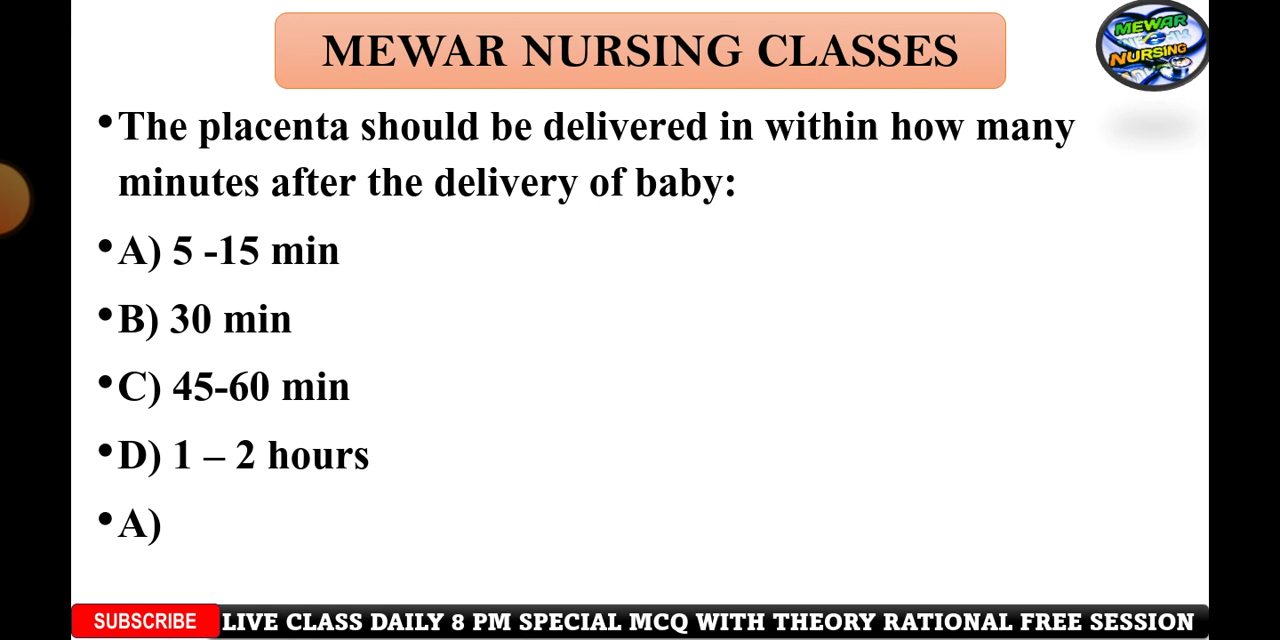 MEWAR NURSING CLASSES
MEWAR
NURSING
•The placenta should be delivered in within how many
minutes after the delivery of baby:
•A) 5 -15 min
•B) 30 min
•C) 45-60 min
•D) 1 – 2 hours
•A)
SUBSCRIBE LIVE CLASS DAILY 8 PM SPECIAL MCQ WITH THEORY RATIONAL FREE SESSION